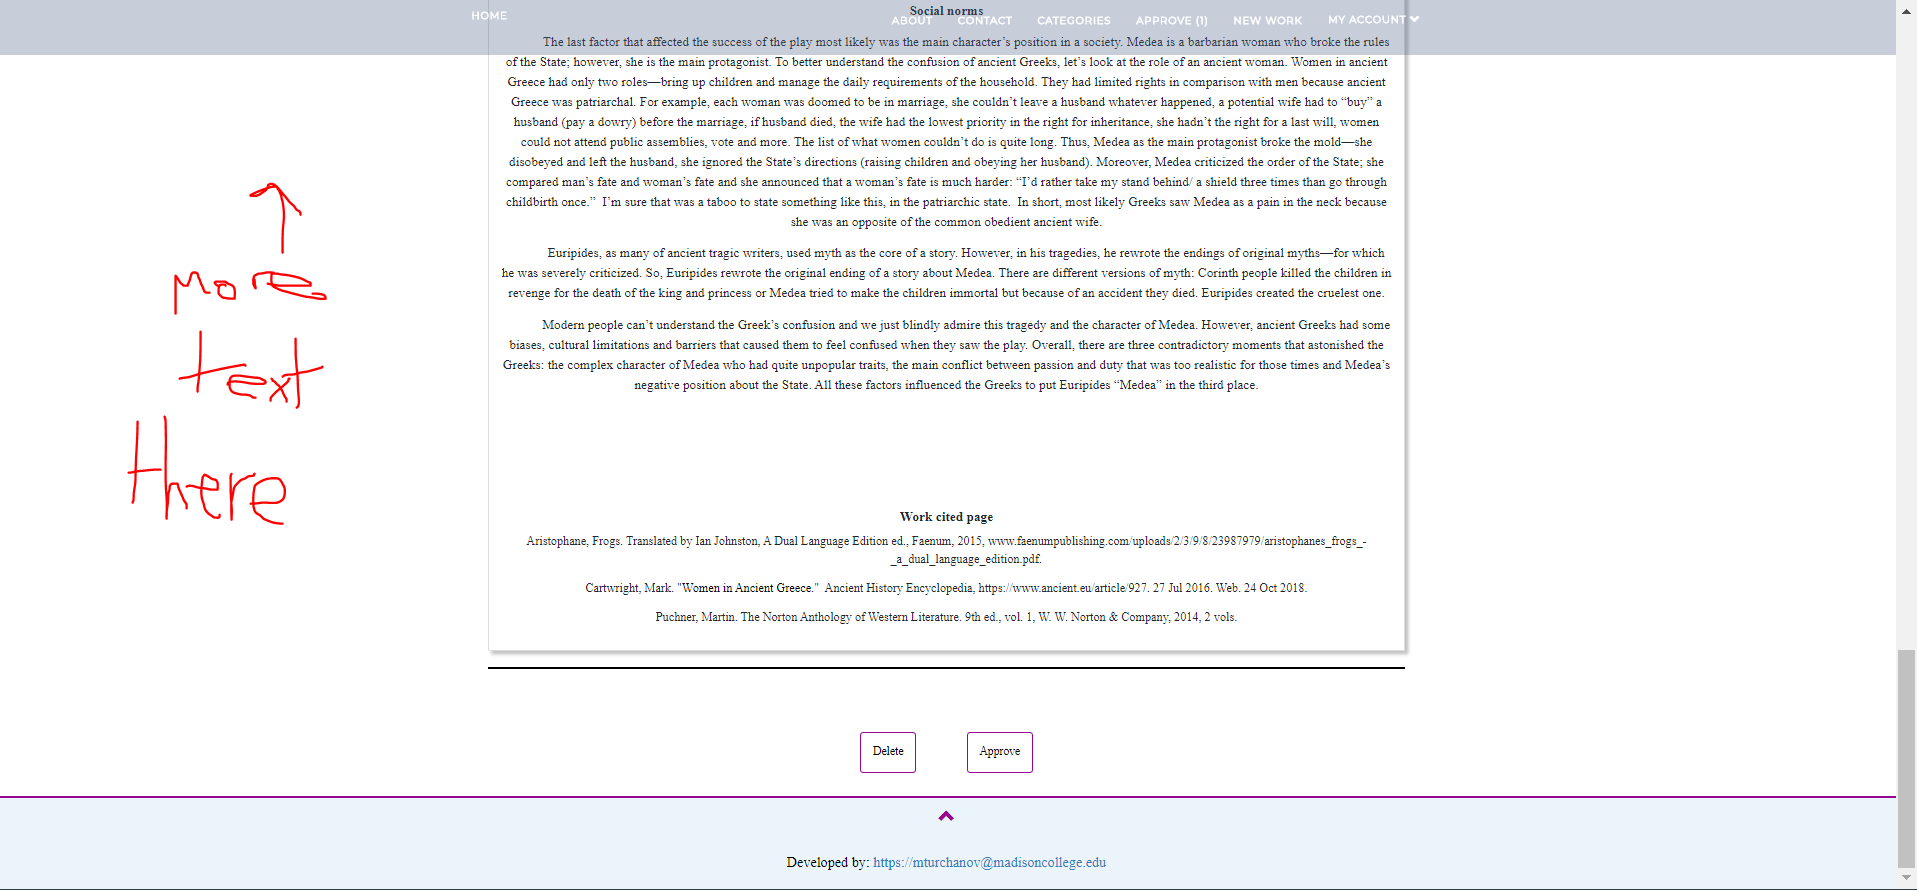 HOME
ABOUT CONTACT CATEGORIES APPROVE (1) NEW WORK MY ACCOUNT
Social norms
The last factor that affected the success of the play most likely was the main character’s position in a society. Medea is a barbarian woman who broke the rules
of the State; however, she is the main protagonist. To better understand the confusion of ancient Greeks, let’s look at the role of an ancient woman. Women in ancient
Greece had only two roles—bring up children and manage the daily requirements of the household. They had limited rights in comparison with men because ancient
Greece was patriarchal. For example, each woman was doomed to be in marriage, she couldn’t leave a husband whatever happened, a potential wife had to “buy” a
husband (pay a dowry) before the marriage, if husband died, the wife had the lowest priority in the right for inheritance, she hadn’t the right for a last will, women
could not attend public assemblies, vote and more. The list of what women couldn’t do is quite long. Thus, Medea as the main protagonist broke the mold—she
disobeyed and left the husband, she ignored the State’s directions (raising children and obeying her husband). Moreover, Medea criticized the order of the State; she
compared man’s fate and woman’s fate and she announced that a woman’s fate is much harder: “I’d rather take my stand behind/ a shield three times than go through
childbirth once.”  I’m sure that was a taboo to state something like this, in the patriarchic state.  In short, most likely Greeks saw Medea as a pain in the neck because
she was an opposite of the common obedient ancient wife.
Euripides, as many of ancient tragic writers, used myth as the core of a story. However, in his tragedies, he rewrote the endings of original myths—for which
he was severely criticized. So, Euripides rewrote the original ending of a story about Medea. There are different versions of myth: Corinth people killed the children in
revenge for the death of the king and princess or Medea tried to make the children immortal but because of an accident they died. Euripides created the cruelest one.
Modern people can’t understand the Greek’s confusion and we just blindly admire this tragedy and the character of Medea. However, ancient Greeks had some
biases, cultural limitations and barriers that caused them to feel confused when they saw the play. Overall, there are three contradictory moments that astonished the
Greeks: the complex character of Medea who had quite unpopular traits, the main conflict between passion and duty that was too realistic for those times and Medea’s
negative position about the State. All these factors influenced the Greeks to put Euripides “Medea” in the third place.
More
text
there
Work cited page
Aristophane, Frogs. Translated by Ian Johnston, A Dual Language Edition ed., Faenum, 2015, www.faenumpublishing.com/uploads/2/3/9/8/23987979/aristophanes_frogs_-
_a_dual_language_edition.pdf.
Cartwright, Mark. "Women in Ancient Greece."  Ancient History Encyclopedia, https://www.ancient.eu/article/927. 27 Jul 2016. Web. 24 Oct 2018.
Puchner, Martin. The Norton Anthology of Western Literature. 9th ed., vol. 1, W. W. Norton & Company, 2014, 2 vols.
Delete Approve
Developed by: https://mturchanov@madisoncollege.edu